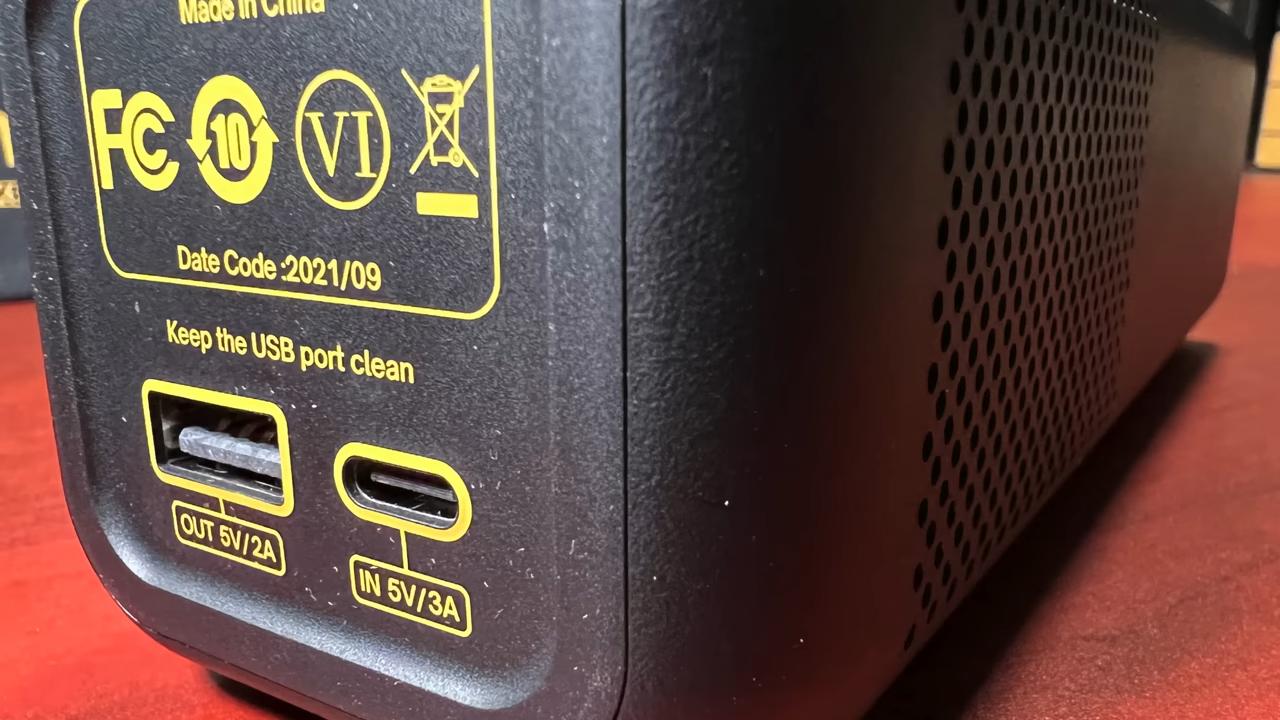 Made in China
FC 10 VI
Date Code :2021/09
Keep the USB port clean
OUT 5V/2A
IN 5V/3A